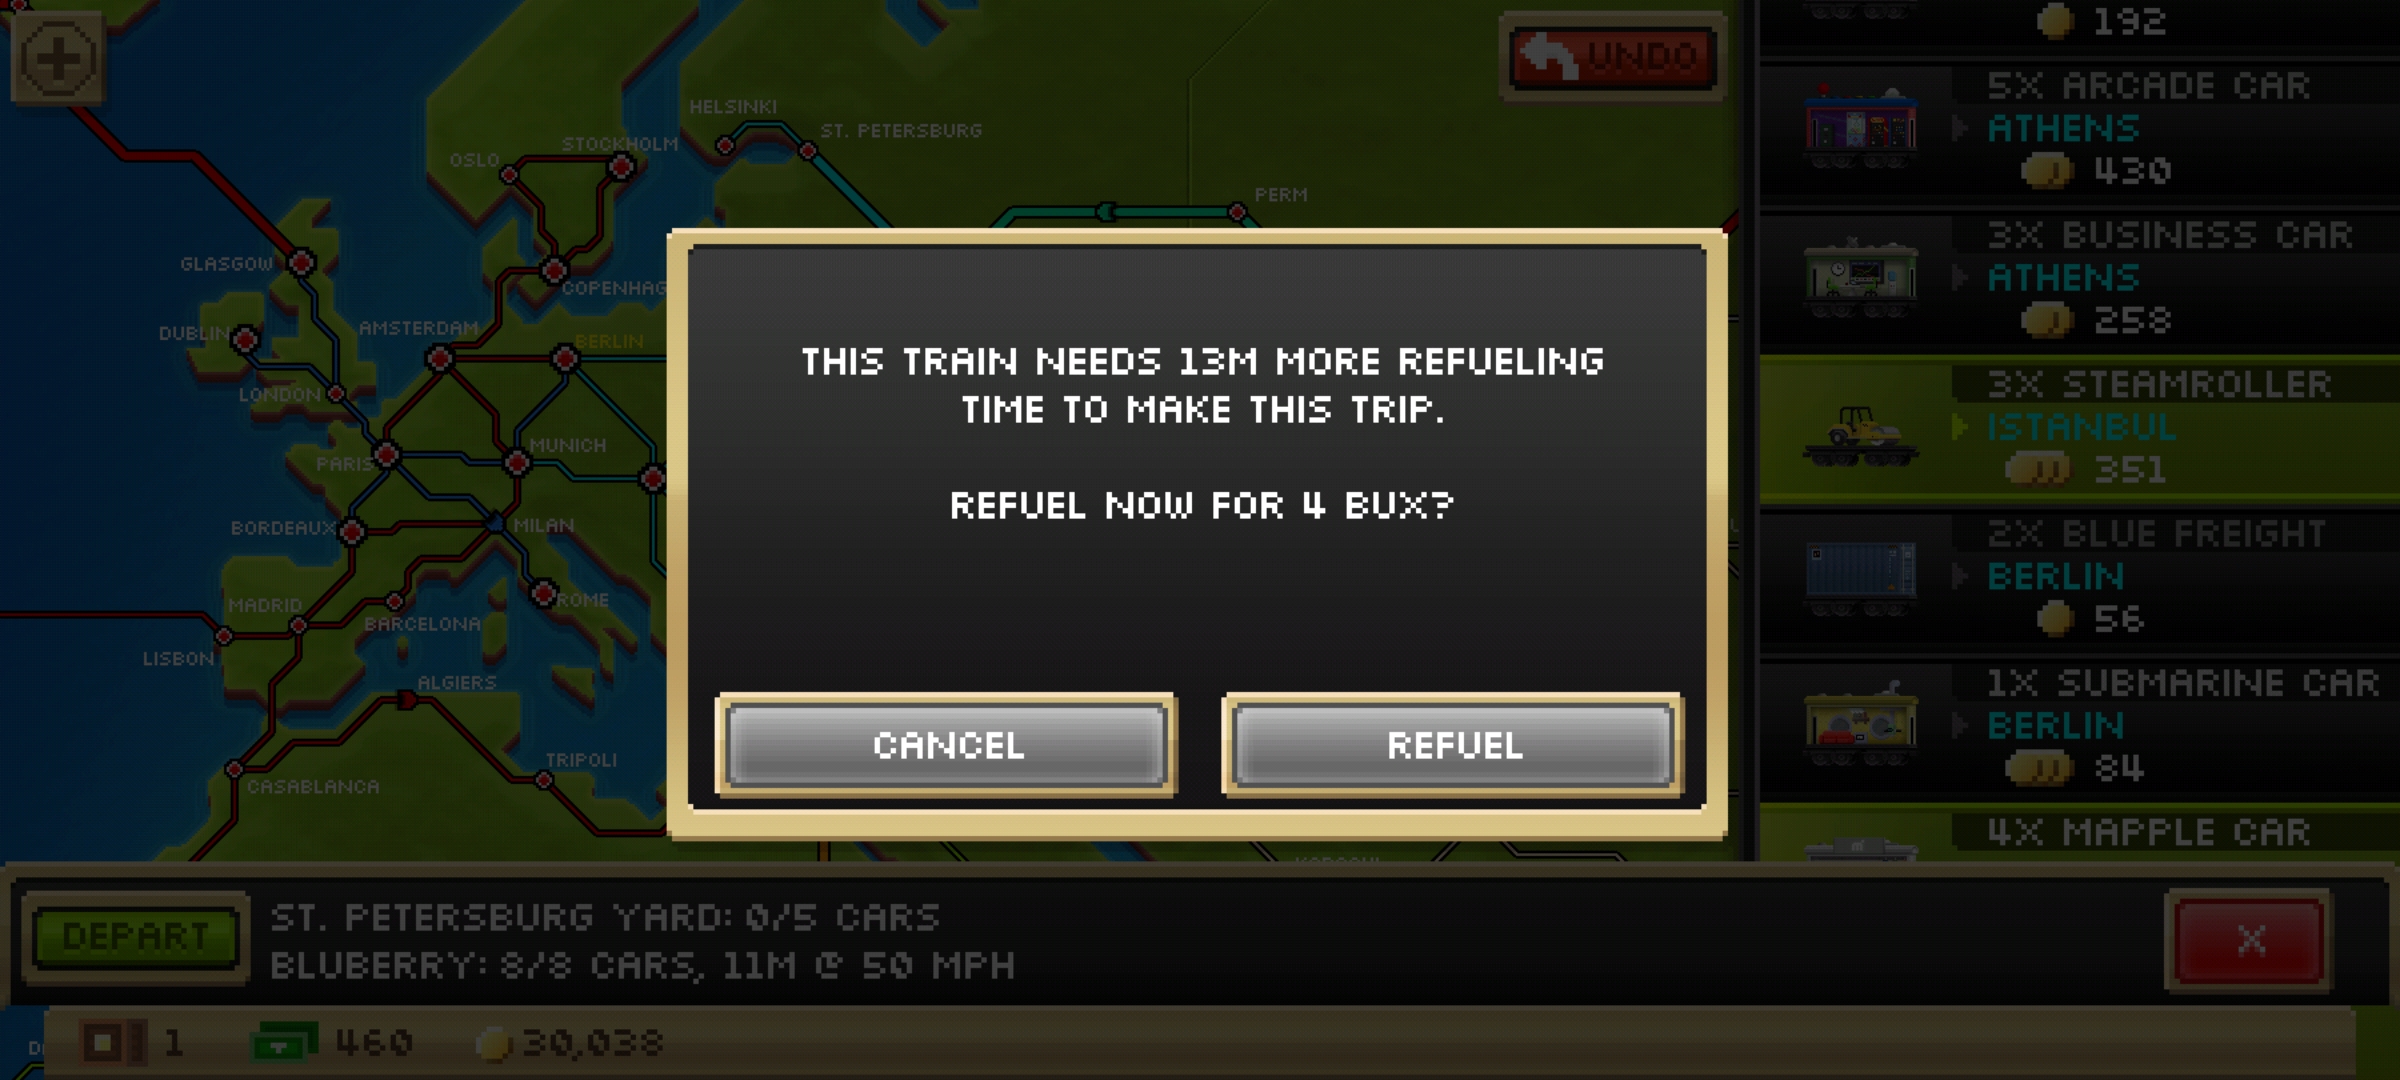 192
UNDO
5X ARCADE CAR
ATHENS
430
3X BUSINESS CAR
ATHENS
258
3X STEAMROLLER
ISTANBUL
351
2X BLUE FREIGHT
BERLIN
56
1X SUBMARINE CAR
BERLIN
84
4X MAPPLE CAR
HELSINKI
ST. PETERSBURG
STOCKHOLM
OSLO
PERM
GLASGOW
COPENHAG
DUBLIN
AMSTERDAM
BERLIN
LONDON
MUNICH
PARIS
BORDEAUX
MILAN
MADRID
ROME
BARCELONA
LISBON
ALGIERS
TRIPOLI
CASABLANCA
THIS TRAIN NEEDS 13M MORE REFUELING
TIME TO MAKE THIS TRIP.
REFUEL NOW FOR 4 BUX?
CANCEL
REFUEL
DEPART
ST. PETERSBURG YARD: 0/5 CARS
BLUBERRY: 8/8 CARS, 11M @ 50 MPH
X
1
460
30,038